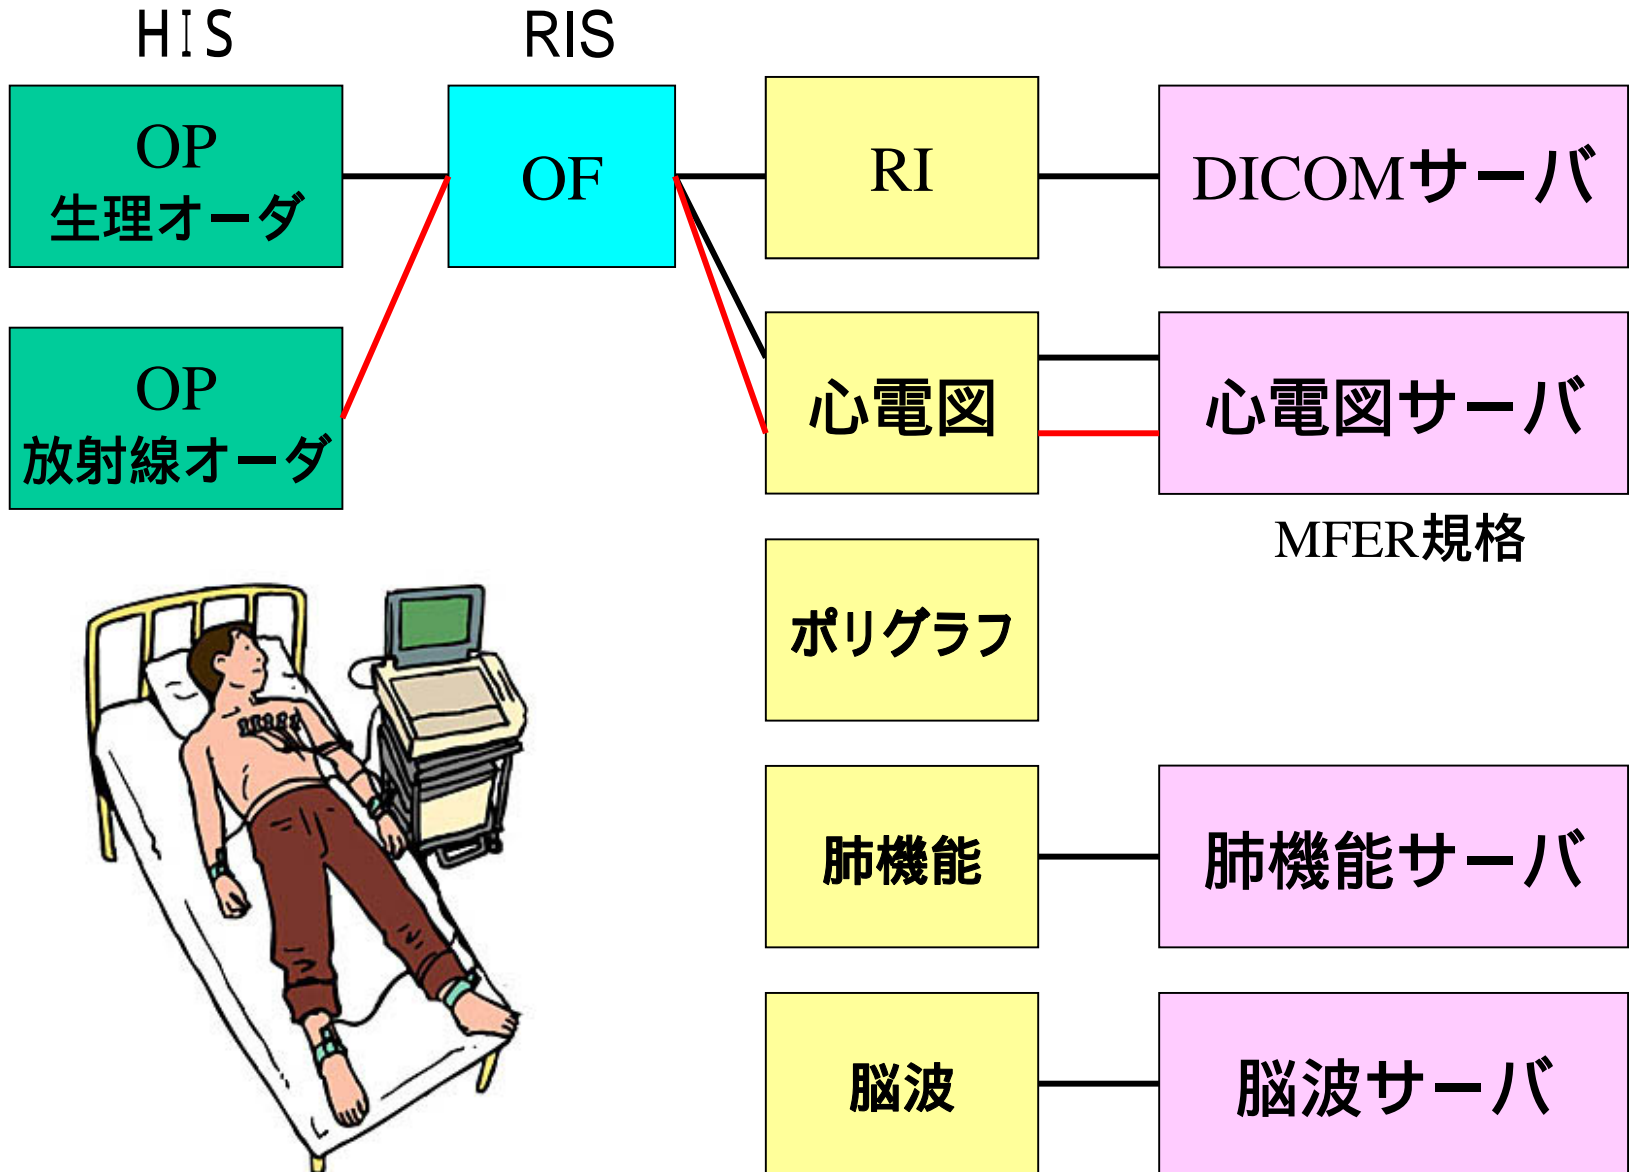 HIS
RIS
OP
生理オーダ
OF
RI
DICOMサーバ
OP
放射線オーダ
心電図
心電図サーバ
MFER規格
ポリグラフ
肺機能
肺機能サーバ
脳波
脳波サーバ